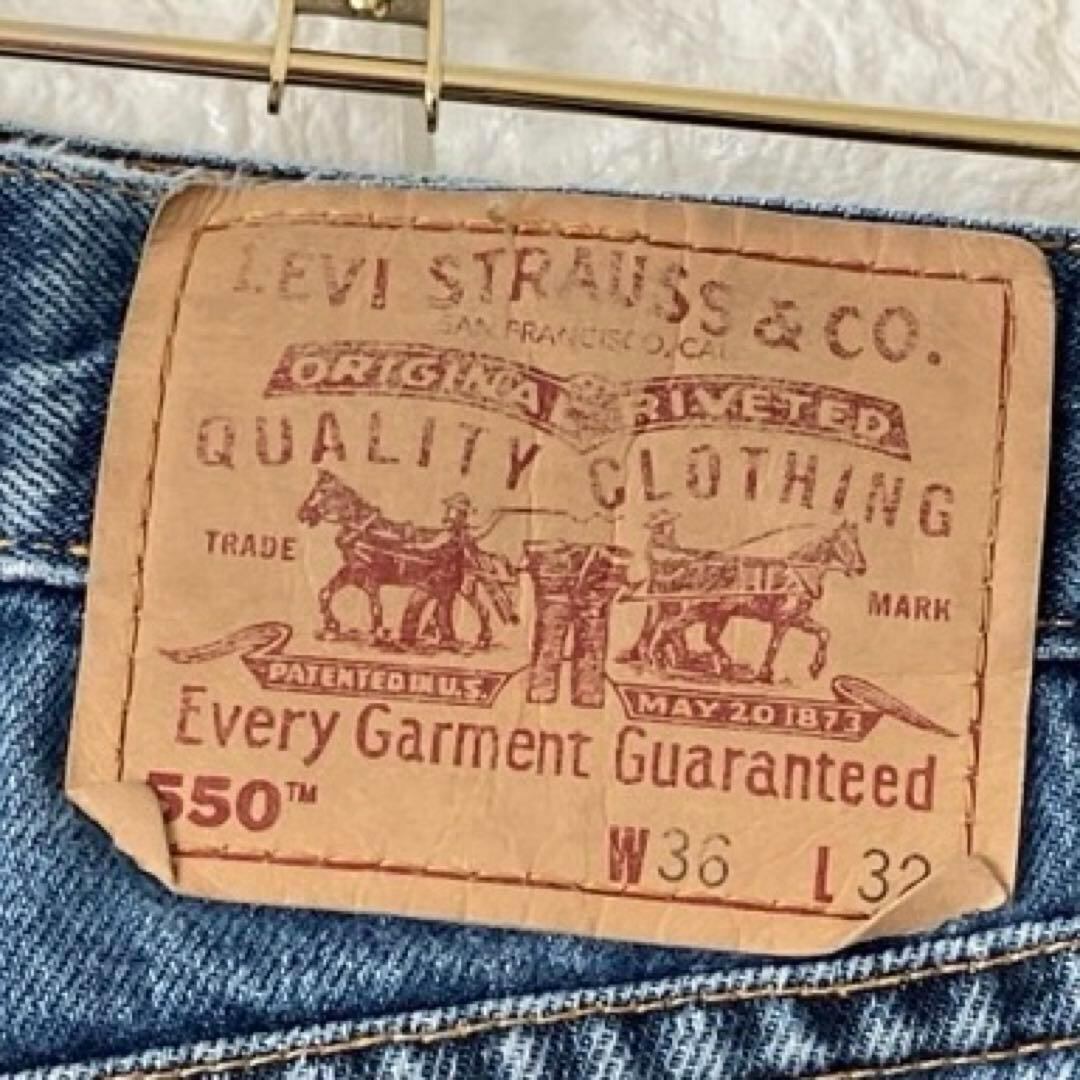 LEVI STRAUSS & CO.
SAN FRANCISCO, CAL
ORIGINAL RIVETED
QUALITY CLOTHING
TRADE MARK
PATENTED IN U.S. MAY 20 1873
Every Garment Guaranteed
550™
W36 L 32